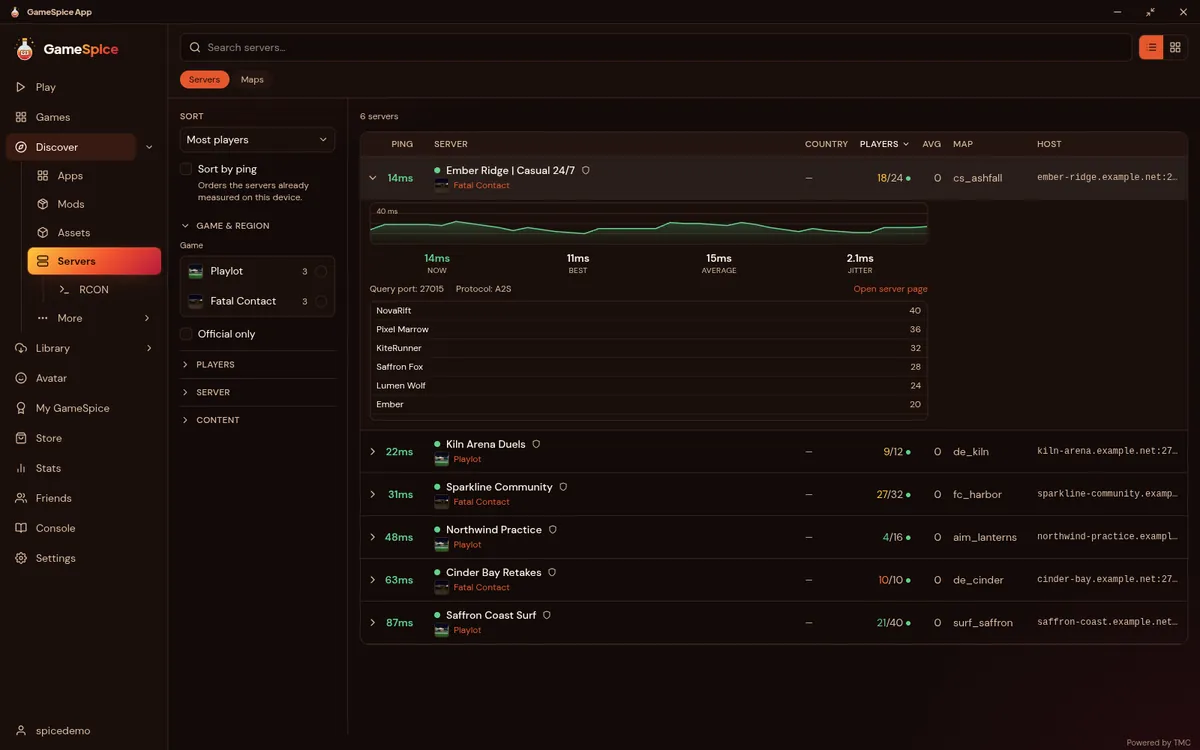 GameSpice App
GameSpice
Play
Games
Discover
Apps
Mods
Assets
Servers
RCON
More
Library
Avatar
My GameSpice
Store
Stats
Friends
Console
Settings
spicedemo
Search servers...
Servers
Maps
SORT
Most players
Sort by ping
Orders the servers already
measured on this device.
GAME & REGION
Game
Playlot 3
Fatal Contact 3
Official only
PLAYERS
SERVER
CONTENT
6 servers
PING SERVER COUNTRY PLAYERS AVG MAP HOST
14ms Ember Ridge | Casual 24/7 — 18/24 0 cs_ashfall ember-ridge.example.net:2…
Fatal Contact
40 ms
14ms 11ms 15ms 2.1ms
NOW BEST AVERAGE JITTER
Query port: 27015 Protocol: A2S Open server page
NovaRift 40
Pixel Marrow 36
KiteRunner 32
Saffron Fox 28
Lumen Wolf 24
Ember 20
22ms Kiln Arena Duels — 9/12 0 de_kiln kiln-arena.example.net:27…
Playlot
31ms Sparkline Community — 27/32 0 fc_harbor sparkline-community.examp…
Fatal Contact
48ms Northwind Practice — 4/16 0 aim_lanterns northwind-practice.exampl…
Playlot
63ms Cinder Bay Retakes — 10/10 0 de_cinder cinder-bay.example.net:27…
Fatal Contact
87ms Saffron Coast Surf — 21/40 0 surf_saffron saffron-coast.example.net…
Playlot
Powered by TMC